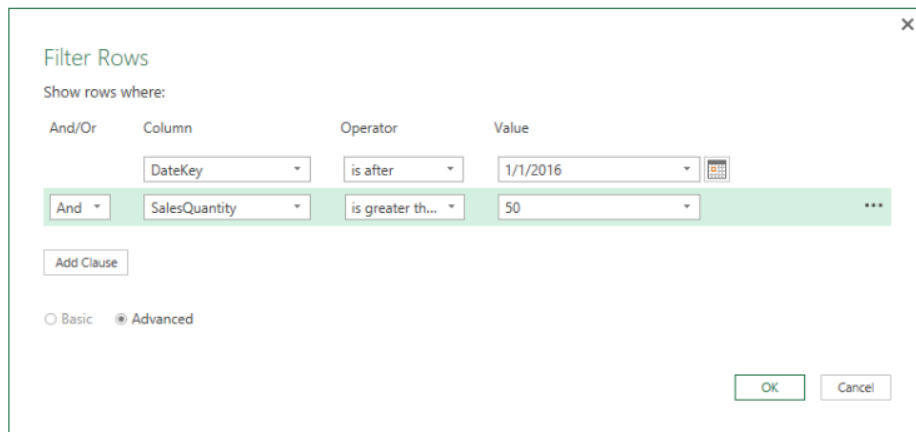 Filter Rows
Show rows where:
And/Or Column Operator Value
DateKey is after 1/1/2016
And SalesQuantity is greater th... 50 ...
Add Clause
Basic Advanced
OK Cancel